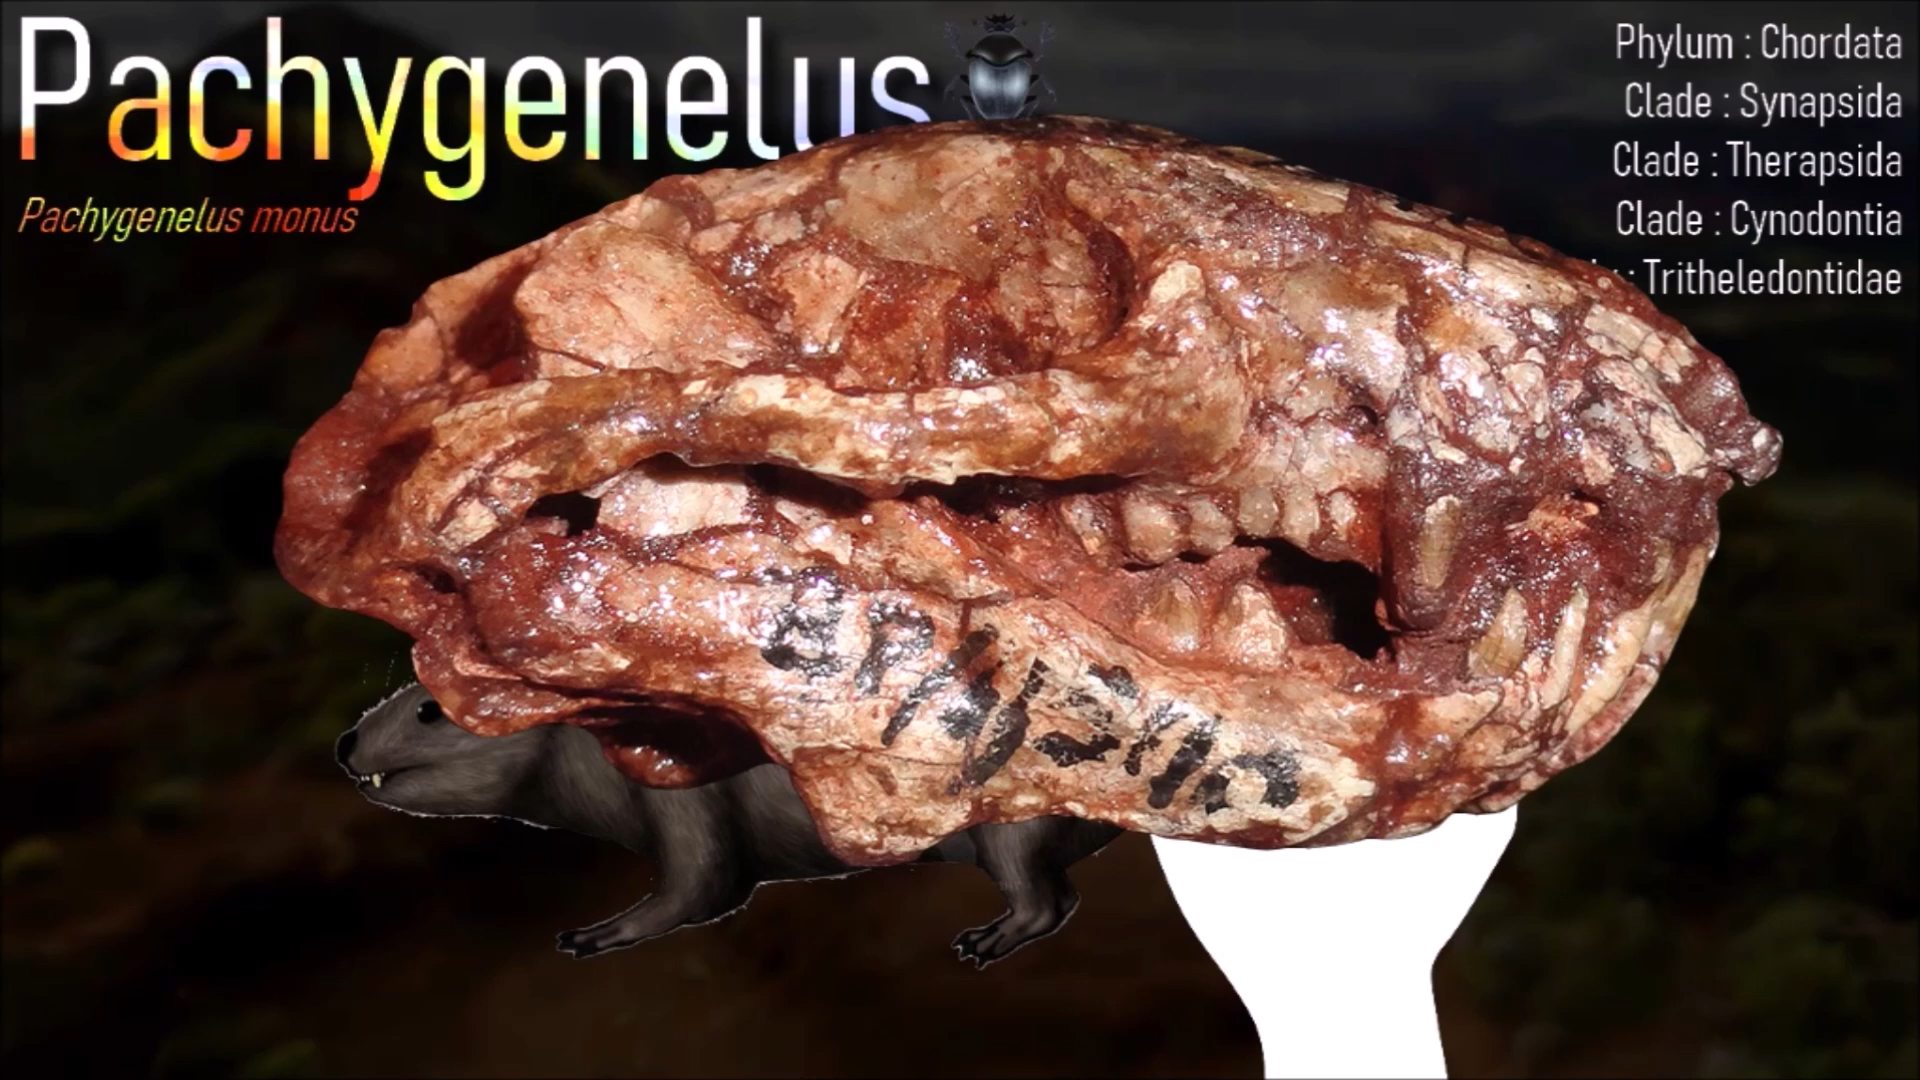 Pachygenelus
Pachygenelus monus
Phylum : Chordata
Clade : Synapsida
Clade : Therapsida
Clade : Cynodontia
: Tritheledontidae